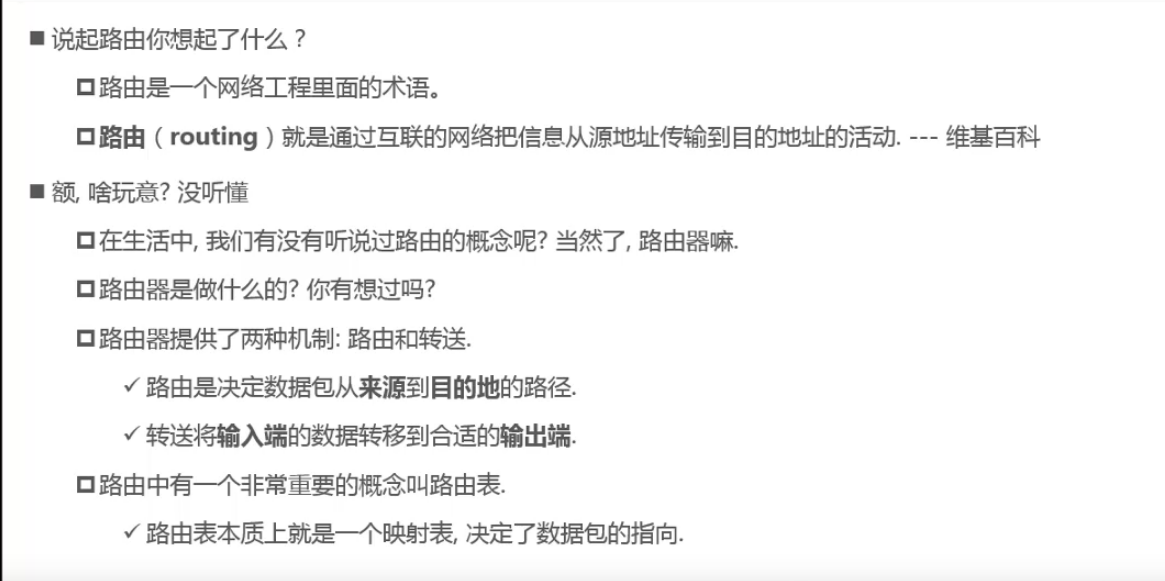 ■ 说起路由你想起了什么?
路由是一个网络工程里面的术语。
路由（routing）就是通过互联的网络把信息从源地址传输到目的地址的活动. --- 维基百科
■ 额, 啥玩意? 没听懂
在生活中, 我们有没有听说过路由的概念呢? 当然了, 路由器嘛.
路由器是做什么的? 你有想过吗?
路由器提供了两种机制: 路由和转送.
✓ 路由是决定数据包从来源到目的地的路径.
✓ 转送将输入端的数据转移到合适的输出端.
路由中有一个非常重要的概念叫路由表.
✓ 路由表本质上就是一个映射表, 决定了数据包的指向.